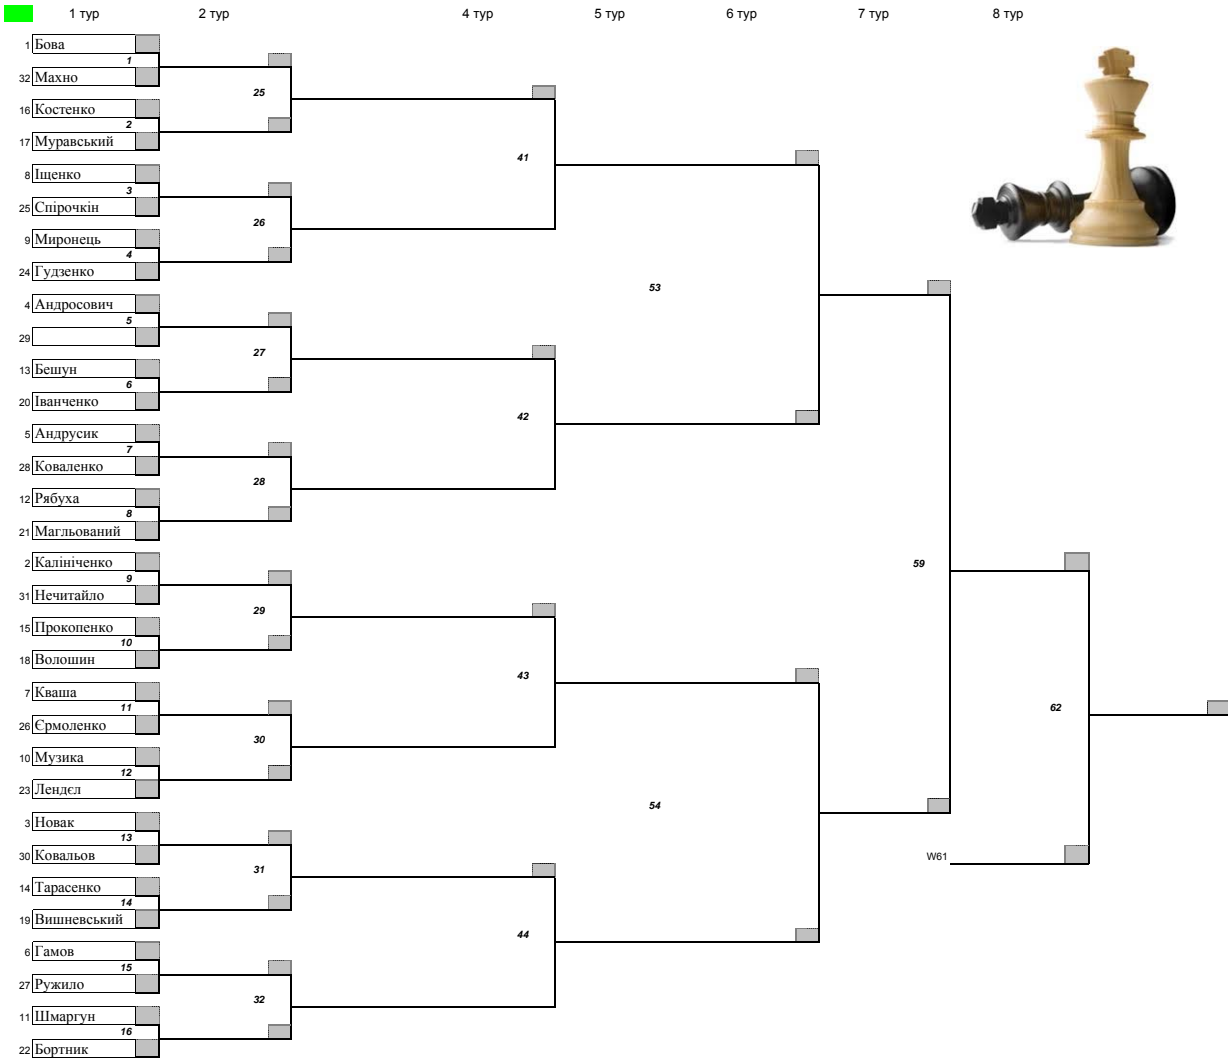 1 тур 2 тур 4 тур 5 тур 6 тур 7 тур 8 тур
1 Бова
1
32 Махно
25
16 Костенко
2
17 Муравський
41
8 Іщенко
3
25 Спірочкін
26
9 Миронець
4
24 Гудзенко
53
4 Андросович
5
29
27
13 Бешун
6
20 Іванченко
42
5 Андрусик
7
28 Коваленко
28
12 Рябуха
8
21 Магльований
2 Калініченко
59
9
31 Нечитайло
29
15 Прокопенко
10
18 Волошин
43
7 Кваша
11
62
26 Єрмоленко
30
10 Музика
12
23 Лендєл
54
3 Новак
13
30 Ковальов
W61
31
14 Тарасенко
14
19 Вишневський
44
6 Гамов
15
27 Ружило
32
11 Шмаргун
16
22 Бортник